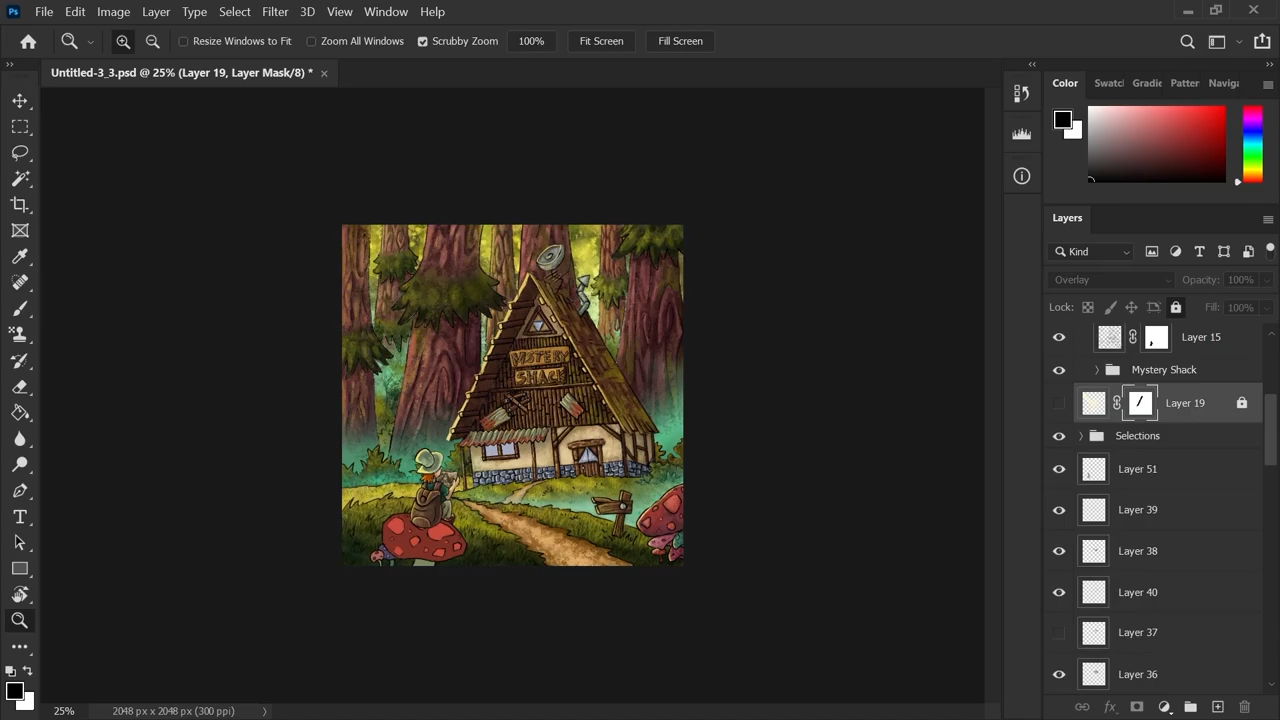 Ps File Edit Image Layer Type Select Filter 3D View Window Help
Resize Windows to Fit Zoom All Windows Scrubby Zoom 100% Fit Screen Fill Screen
Untitled-3_3.psd @ 25% (Layer 19, Layer Mask/8) *
Color Swatc Gradie Patter Naviga
Layers
Kind
Overlay Opacity: 100%
Lock: Fill: 100%
Layer 15
Mystery Shack
Layer 19
Selections
Layer 51
Layer 39
Layer 38
Layer 40
Layer 37
Layer 36
MYSTERY
SHACK
25% 2048 px x 2048 px (300 ppi)